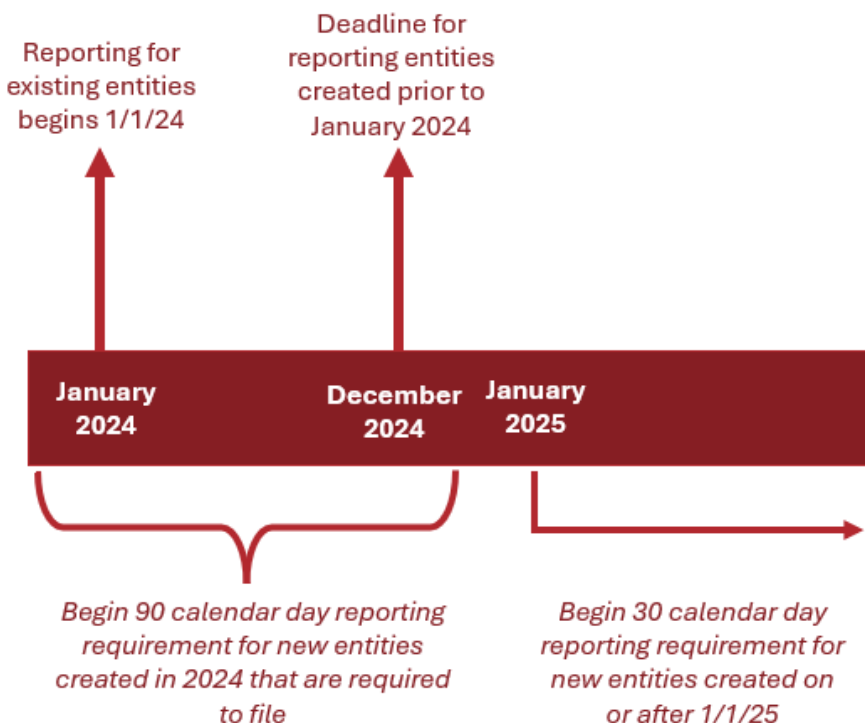 Reporting for
existing entities
begins 1/1/24
Deadline for
reporting entities
created prior to
January 2024
January
2024
December
2024
January
2025
Begin 90 calendar day reporting
requirement for new entities
created in 2024 that are required
to file
Begin 30 calendar day
reporting requirement for
new entities created on
or after 1/1/25